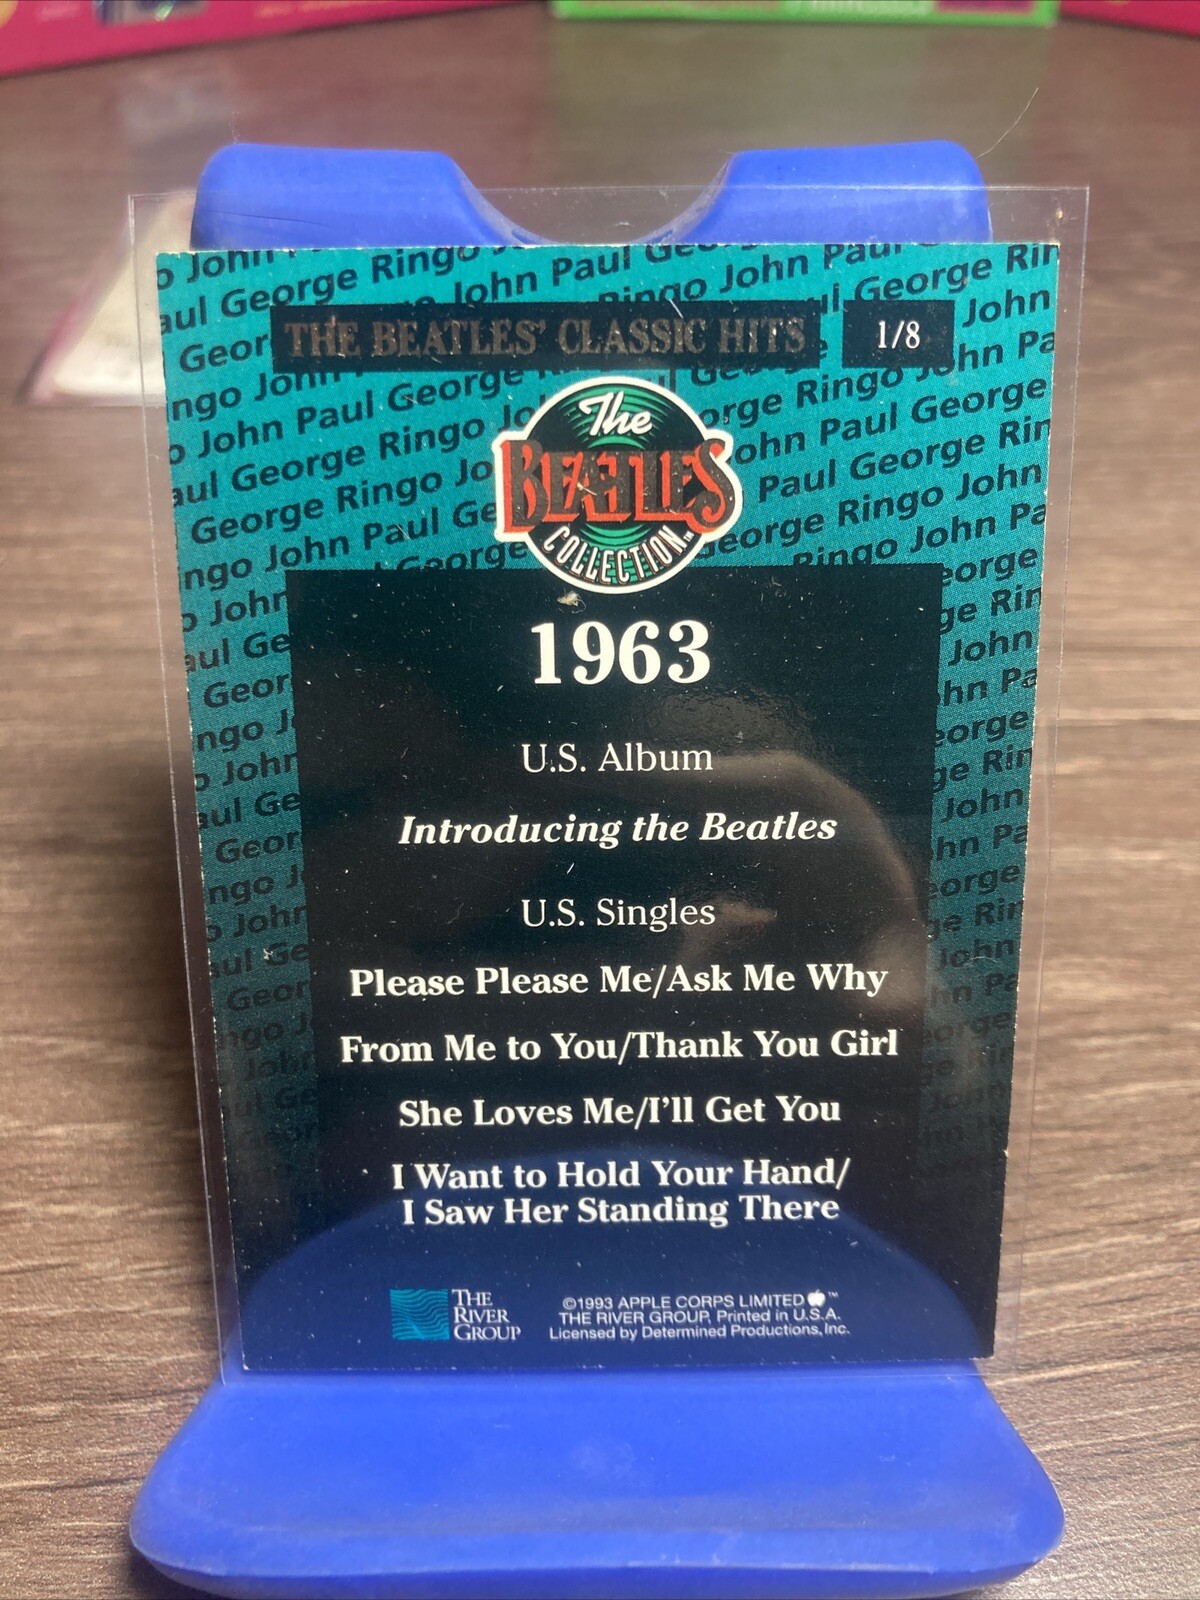 THE BEATLES' CLASSIC HITS 1/8
The
BEATLES
COLLECTION™
1963
U.S. Album
Introducing the Beatles
U.S. Singles
Please Please Me/Ask Me Why
From Me to You/Thank You Girl
She Loves Me/I'll Get You
I Want to Hold Your Hand/
I Saw Her Standing There
THE
RIVER
GROUP
©1993 APPLE CORPS LIMITED ™
THE RIVER GROUP, Printed in U.S.A.
Licensed by Determined Productions, Inc.